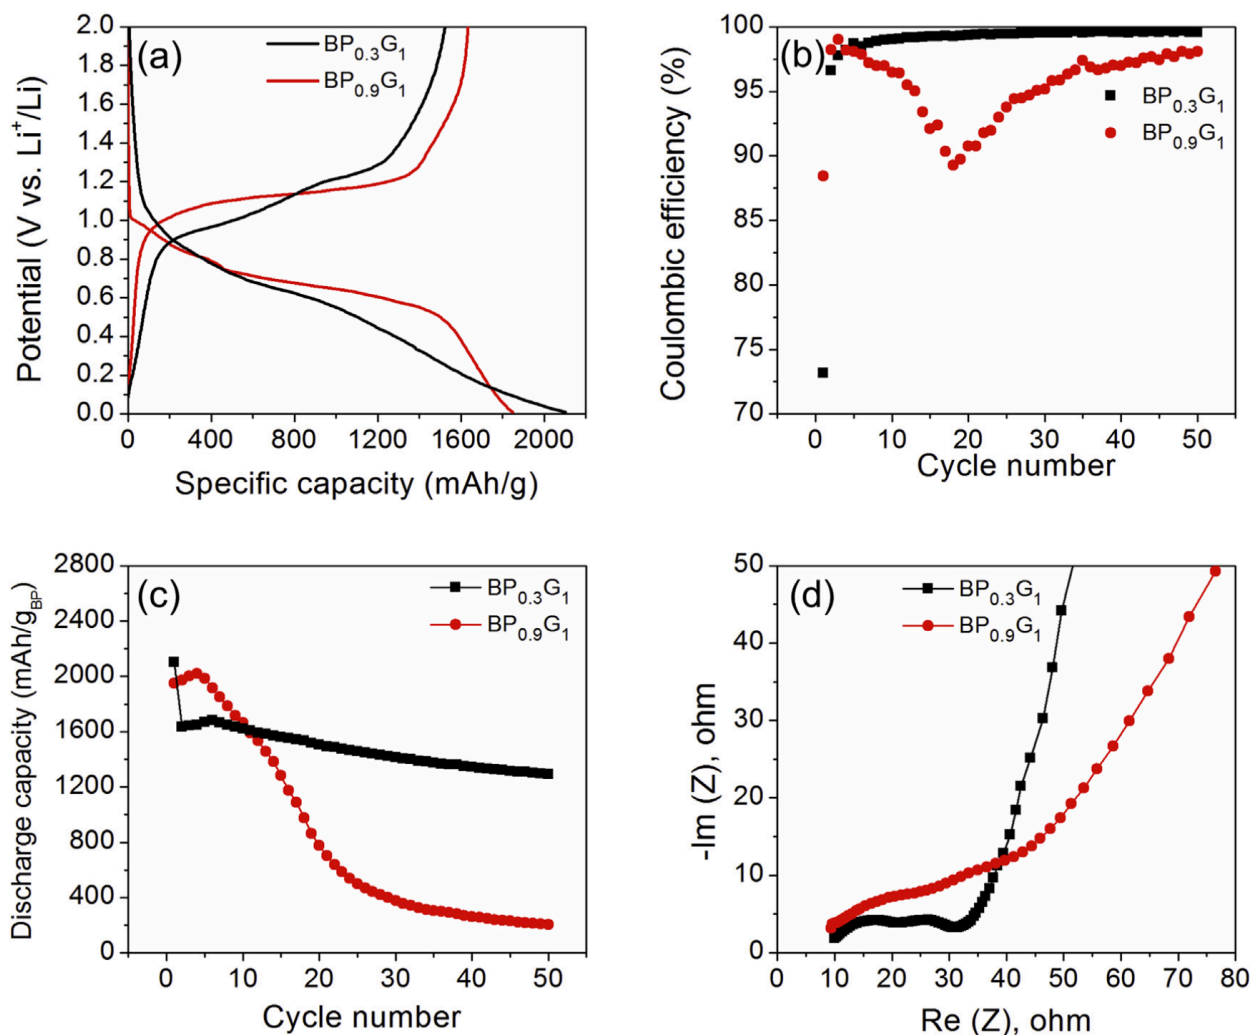 (a)
BP0.3G1
BP0.9G1
2.0
1.8
1.6
1.4
1.2
1.0
0.8
0.6
0.4
0.2
0.0
Potential (V vs. Li+/Li)
0 400 800 1200 1600 2000
Specific capacity (mAh/g)
(b)
BP0.3G1
BP0.9G1
100
95
90
85
80
75
70
Coulombic efficiency (%)
0 10 20 30 40 50
Cycle number
(c)
BP0.3G1
BP0.9G1
2800
2400
2000
1600
1200
800
400
0
Discharge capacity (mAh/gBP)
0 10 20 30 40 50
Cycle number
(d)
BP0.3G1
BP0.9G1
50
40
30
20
10
0
-Im (Z), ohm
0 10 20 30 40 50 60 70 80
Re (Z), ohm